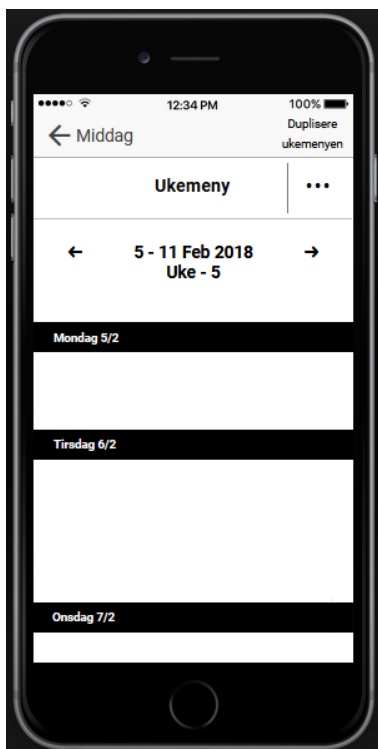 12:34 PM
100%
← Middag
Duplisere
ukemenyen
Ukemeny
•••
← 5 - 11 Feb 2018 →
Uke - 5
Mondag 5/2
Tirsdag 6/2
Onsdag 7/2